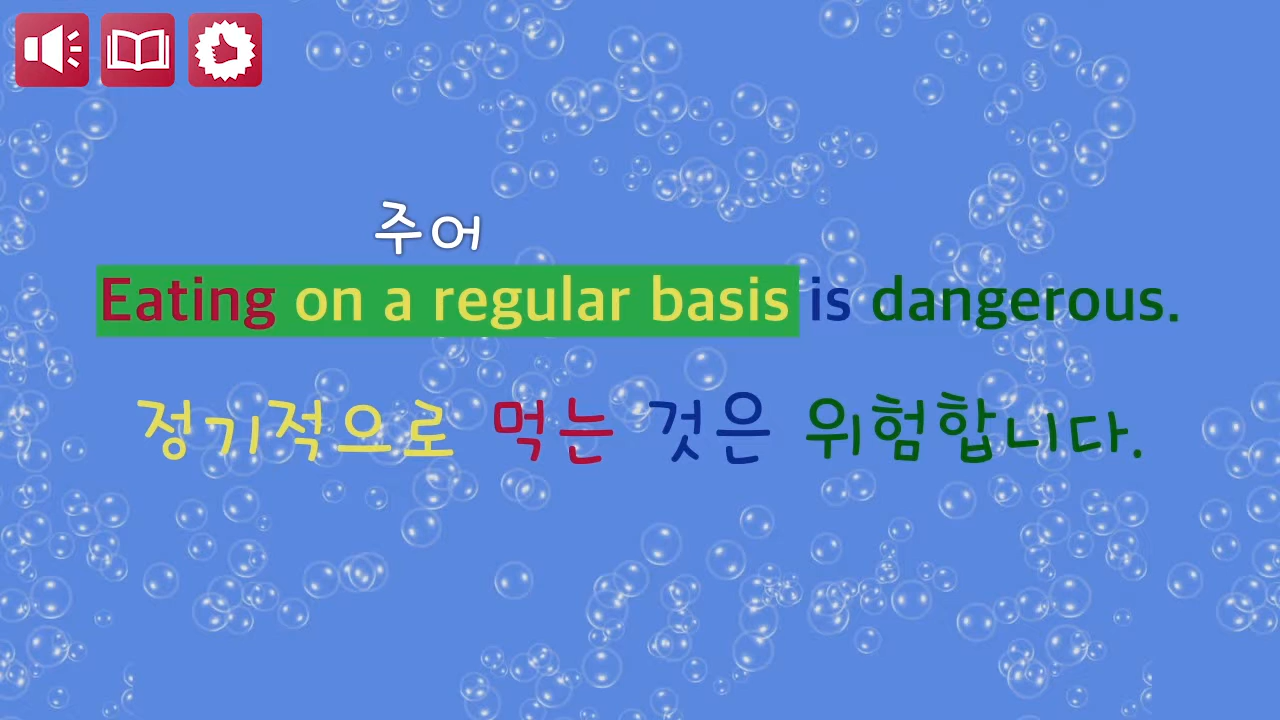 주어
Eating on a regular basis is dangerous.
정기적으로 먹는 것은 위험합니다.